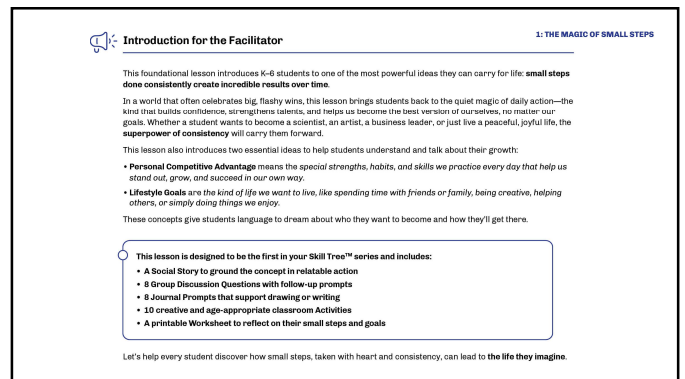 1: THE MAGIC OF SMALL STEPS
Introduction for the Facilitator
This foundational lesson introduces K–6 students to one of the most powerful ideas they can carry for life: small steps
done consistently create incredible results over time.
In a world that often celebrates big, flashy wins, this lesson brings students back to the quiet magic of daily action—the
kind that builds confidence, strengthens talents, and helps us become the best version of ourselves, no matter our
goals. Whether a student wants to become a scientist, an artist, a business leader, or just live a peaceful, joyful life, the
superpower of consistency will carry them forward.
This lesson also introduces two essential ideas to help students understand and talk about their growth:
• Personal Competitive Advantage means the special strengths, habits, and skills we practice every day that help us
stand out, grow, and succeed in our own way.
• Lifestyle Goals are the kind of life we want to live, like spending time with friends or family, being creative, helping
others, or simply doing things we enjoy.
These concepts give students language to dream about who they want to become and how they'll get there.
This lesson is designed to be the first in your Skill Tree™ series and includes:
• A Social Story to ground the concept in relatable action
• 8 Group Discussion Questions with follow-up prompts
• 8 Journal Prompts that support drawing or writing
• 10 creative and age-appropriate classroom Activities
• A printable Worksheet to reflect on their small steps and goals
Let's help every student discover how small steps, taken with heart and consistency, can lead to the life they imagine.